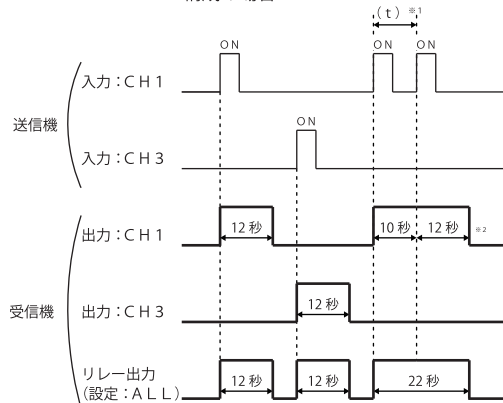 (t) ※1
ON
ON
ON
入力：CH1
送信機
ON
入力：CH3
12秒
10秒
12秒
※2
出力：CH1
受信機
出力：CH3
12秒
リレー出力
(設定：ALL)
12秒
12秒
22秒